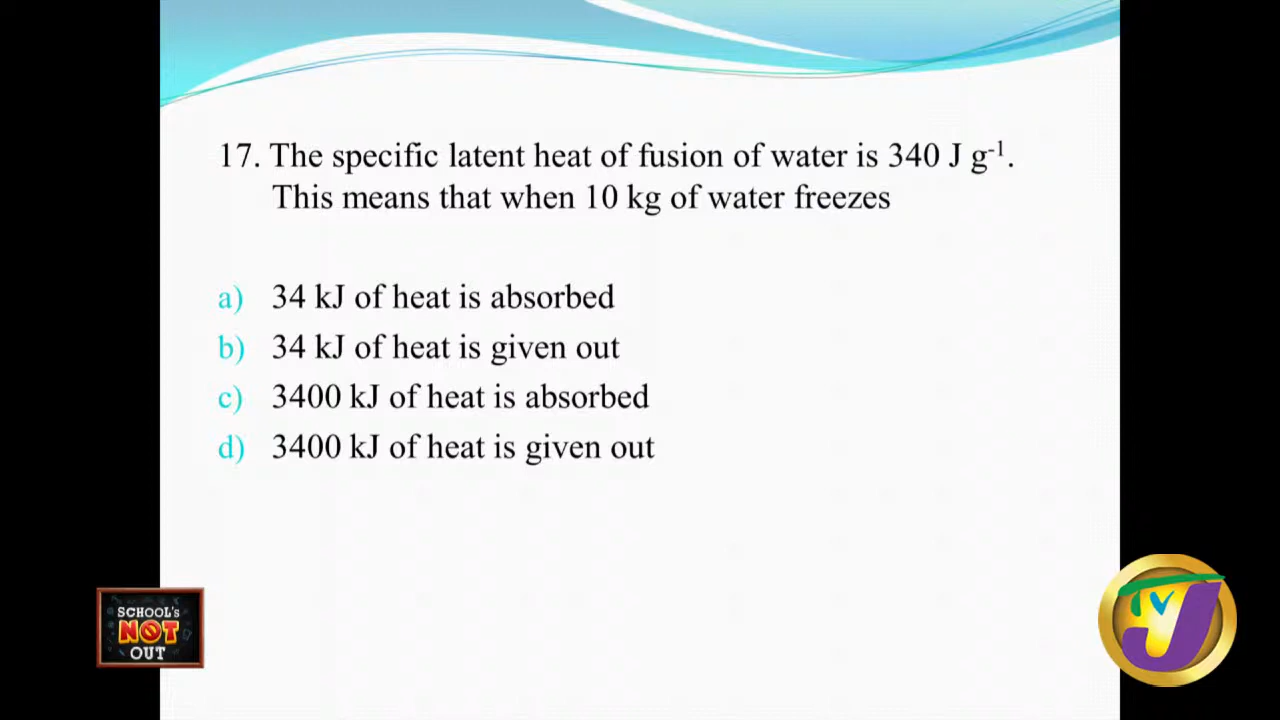 17. The specific latent heat of fusion of water is 340 J g⁻¹.
This means that when 10 kg of water freezes
a) 34 kJ of heat is absorbed
b) 34 kJ of heat is given out
c) 3400 kJ of heat is absorbed
d) 3400 kJ of heat is given out
SCHOOL's
NOT
OUT
TVJ